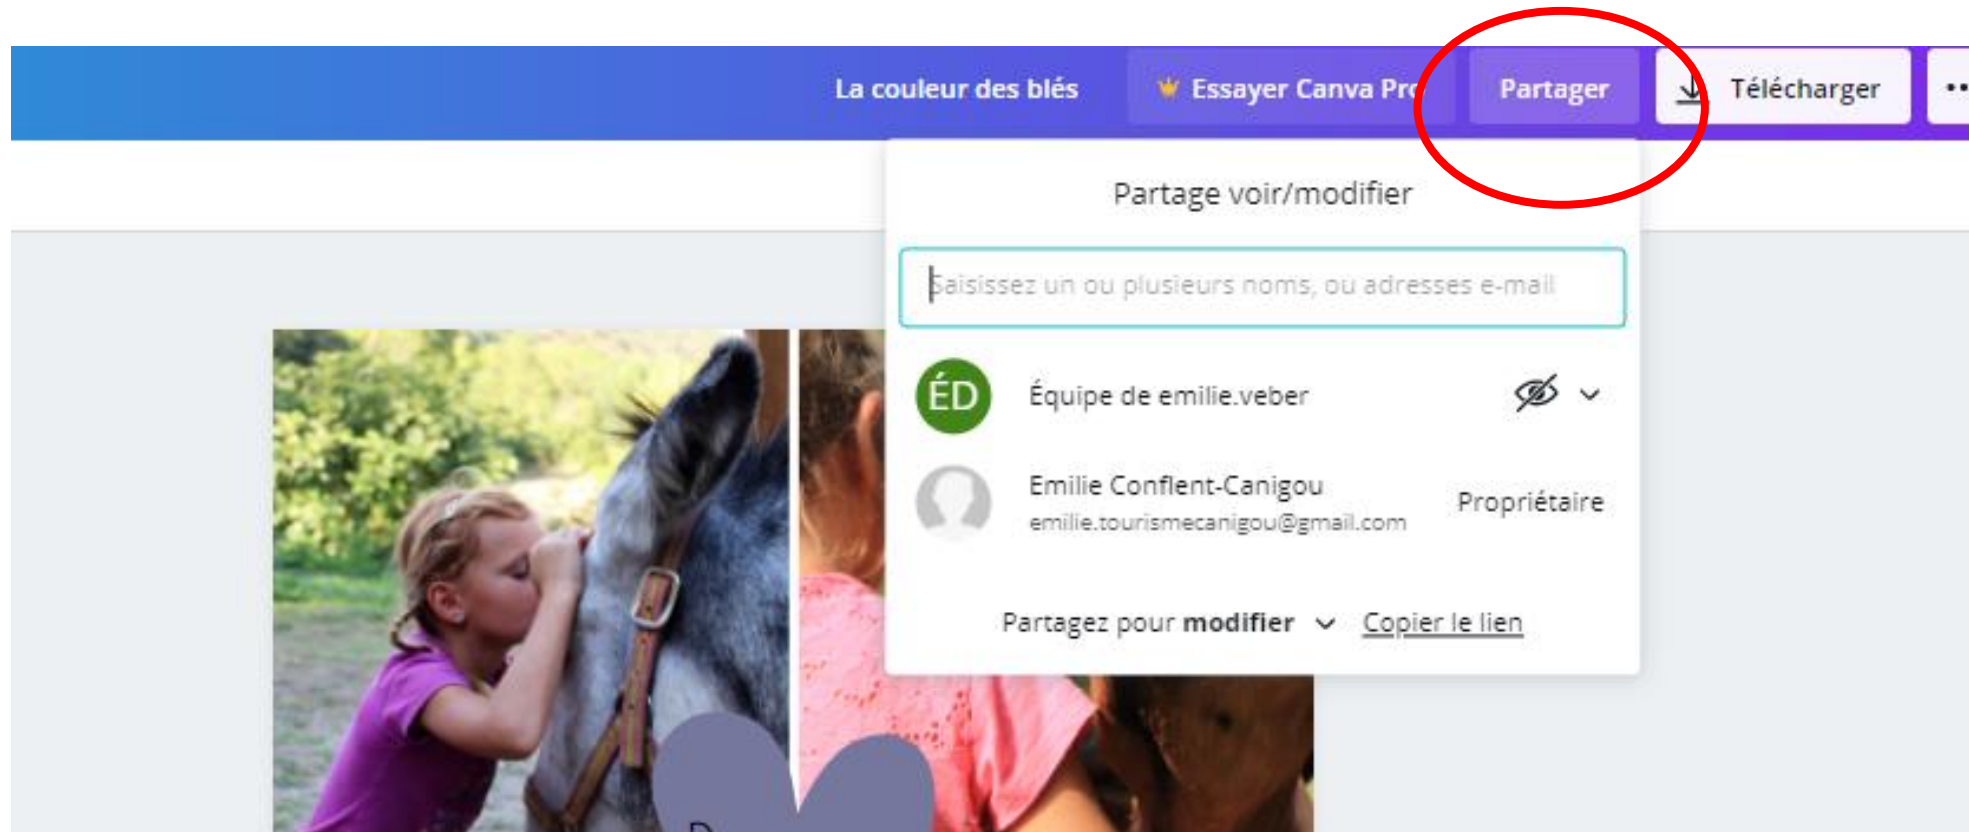 La couleur des blés
Essayer Canva Pro
Partager
Télécharger
Partage voir/modifier
Saisissez un ou plusieurs noms, ou adresses e-mail
ÉD
Équipe de emilie.veber
Emilie Conflent-Canigou
emilie.tourismecanigou@gmail.com
Propriétaire
Partagez pour modifier
Copier le lien